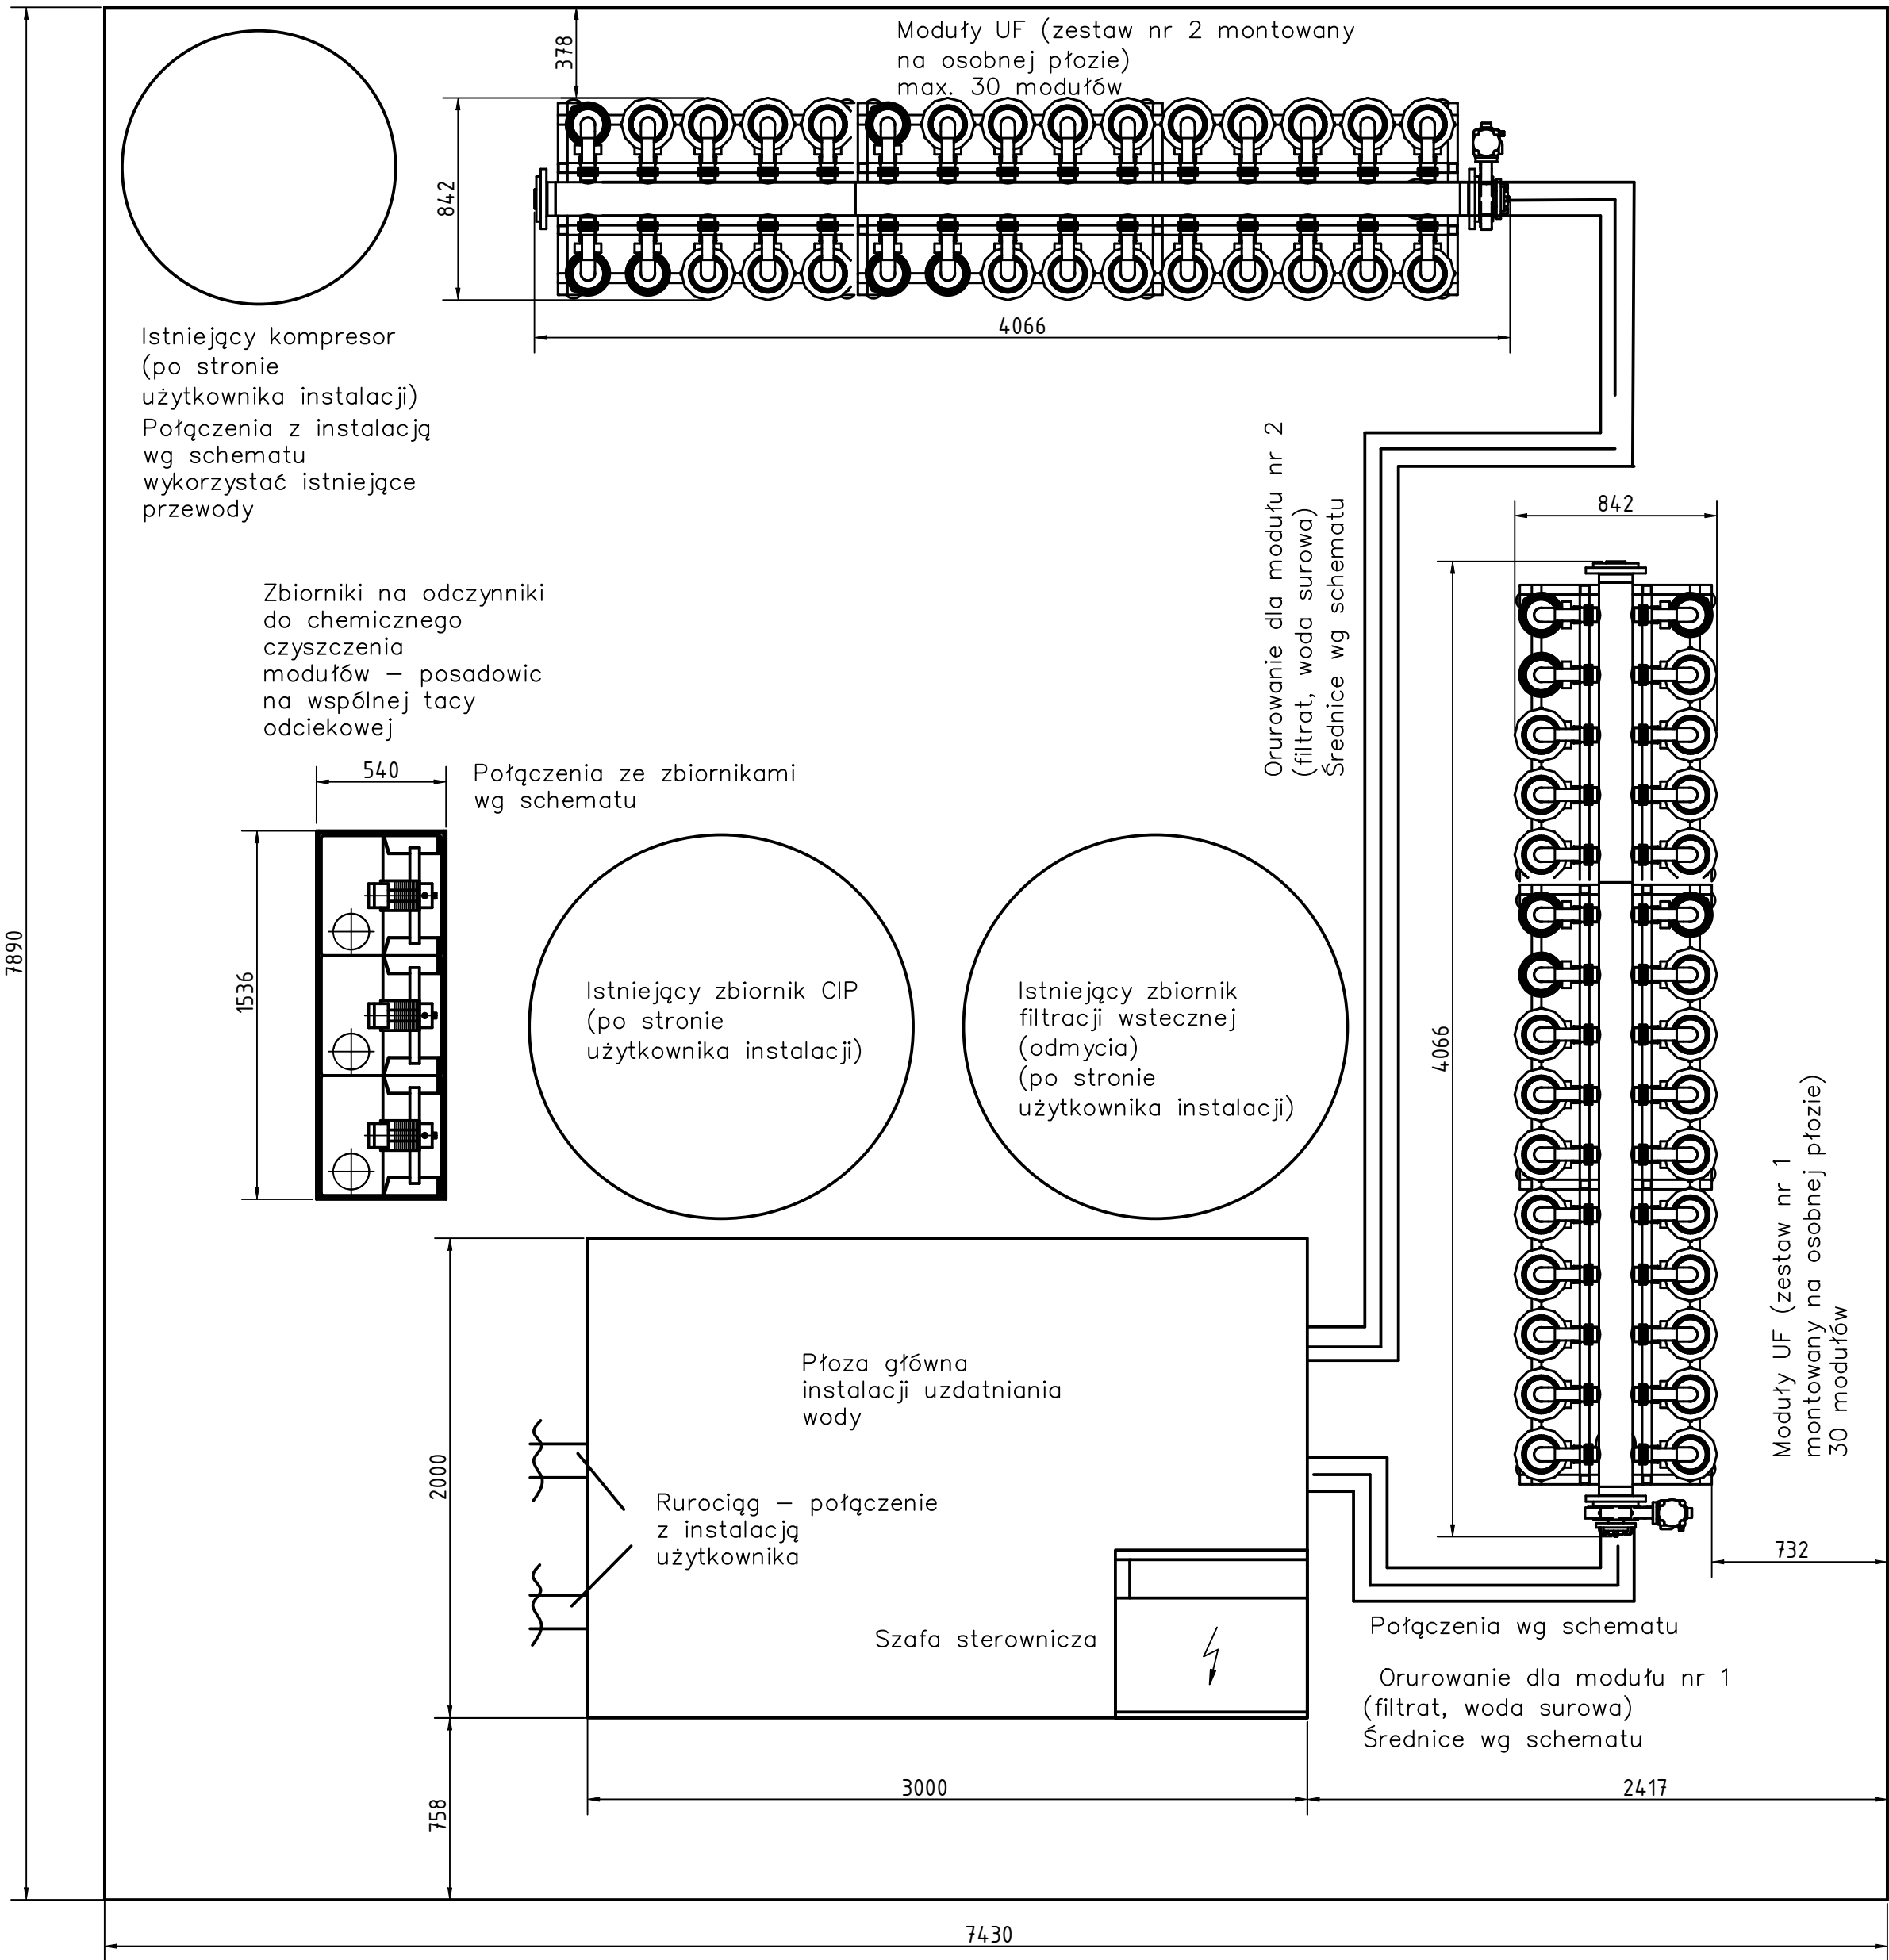 Moduły UF (zestaw nr 2 montowany
na osobnej płozie)
max. 30 modułów
378
842
4066
Istniejący kompresor
(po stronie
użytkownika instalacji)
Połączenia z instalacją
wg schematu
wykorzystać istniejące
przewody
Orurowanie dla modułu nr 2
(filtrat, woda surowa)
Średnice wg schematu
842
4066
Zbiorniki na odczynniki
do chemicznego
czyszczenia
modułów – posadowic
na wspólnej tacy
odciekowej
540
Połączenia ze zbiornikami
wg schematu
7890
1536
Istniejący zbiornik CIP
(po stronie
użytkownika instalacji)
Istniejący zbiornik
filtracji wstecznej
(odmycia)
(po stronie
użytkownika instalacji)
Moduły UF (zestaw nr 1
montowany na osobnej płozie)
30 modułów
Płoza główna
instalacji uzdatniania
wody
2000
Rurociąg – połączenie
z instalacją
użytkownika
732
Szafa sterownicza
Połączenia wg schematu
Orurowanie dla modułu nr 1
(filtrat, woda surowa)
Średnice wg schematu
758
3000
2417
7430